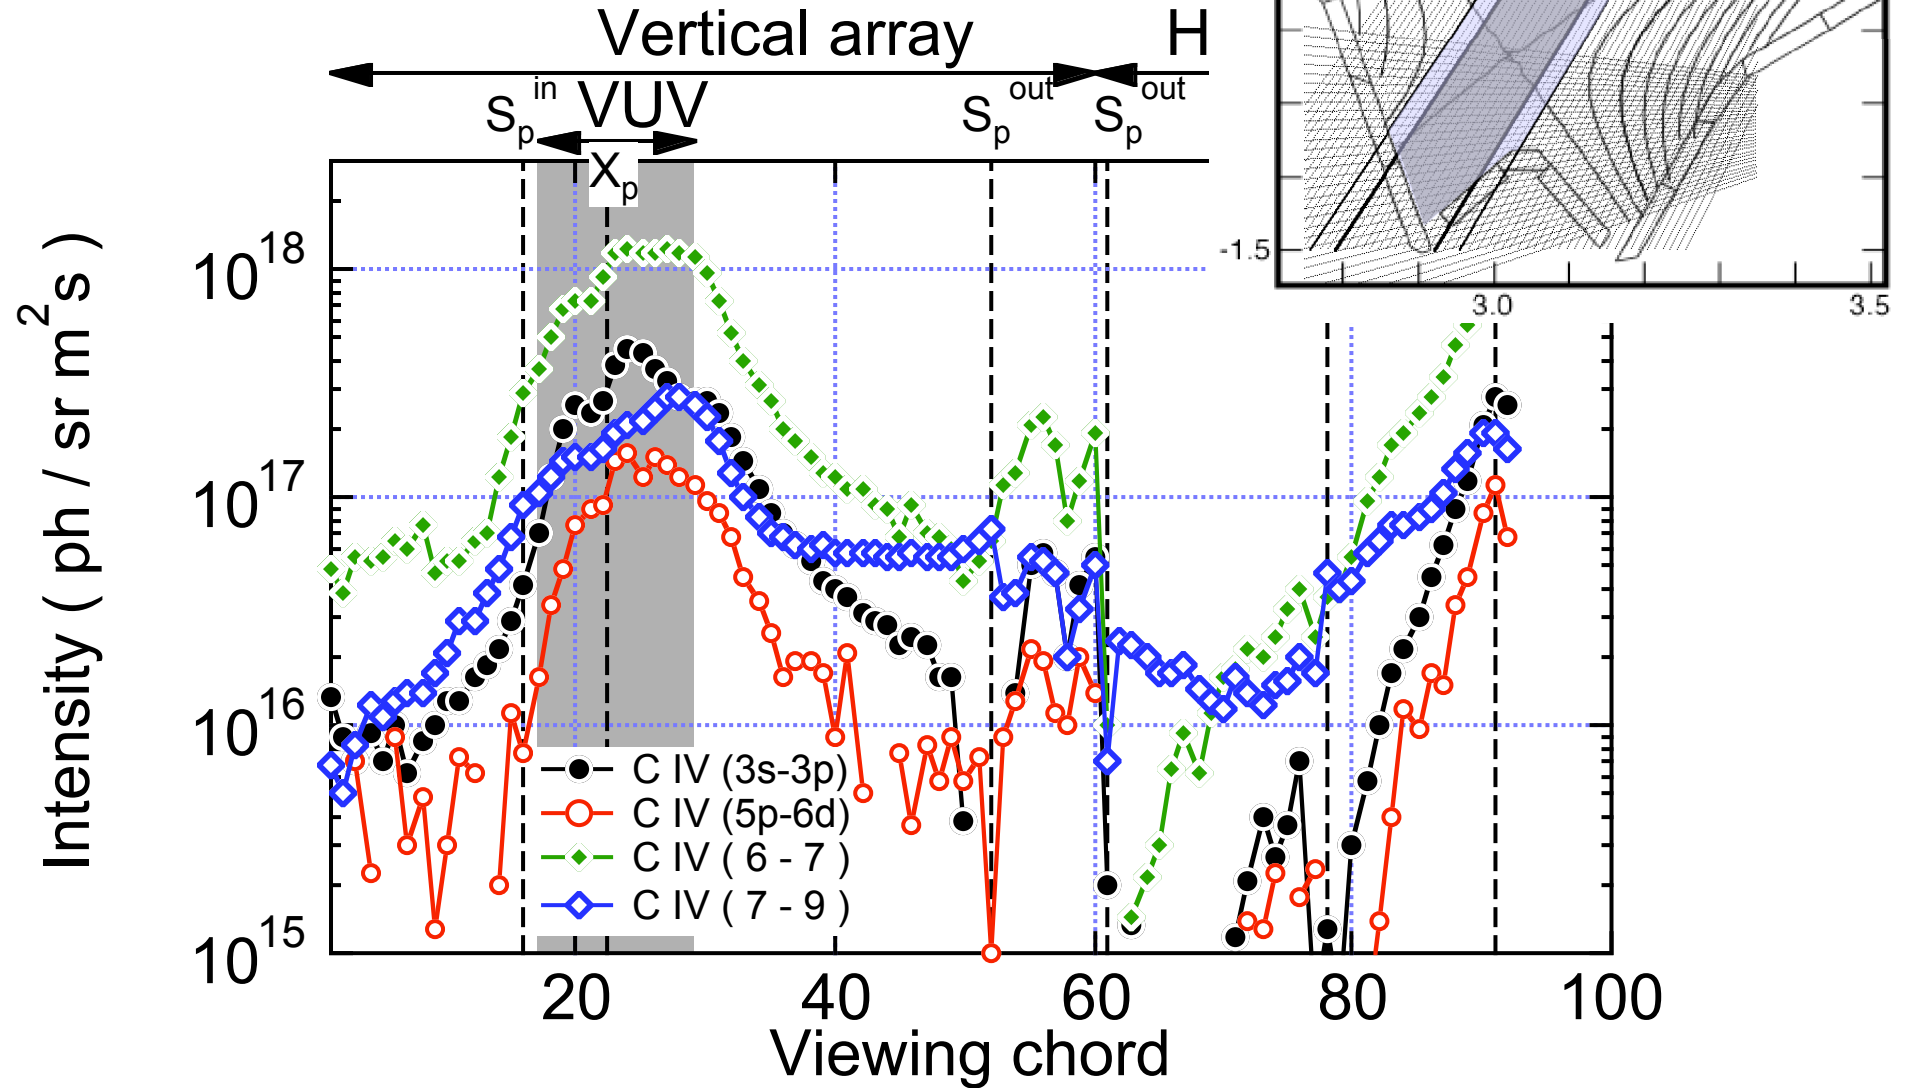 Vertical array H
S_p^in VUV S_p^out S_p^out
X_p
-1.5
3.0 3.5
Intensity ( ph / sr m^2 s )
10^18
10^17
10^16
10^15
C IV (3s-3p)
C IV (5p-6d)
C IV ( 6 - 7 )
C IV ( 7 - 9 )
20 40 60 80 100
Viewing chord